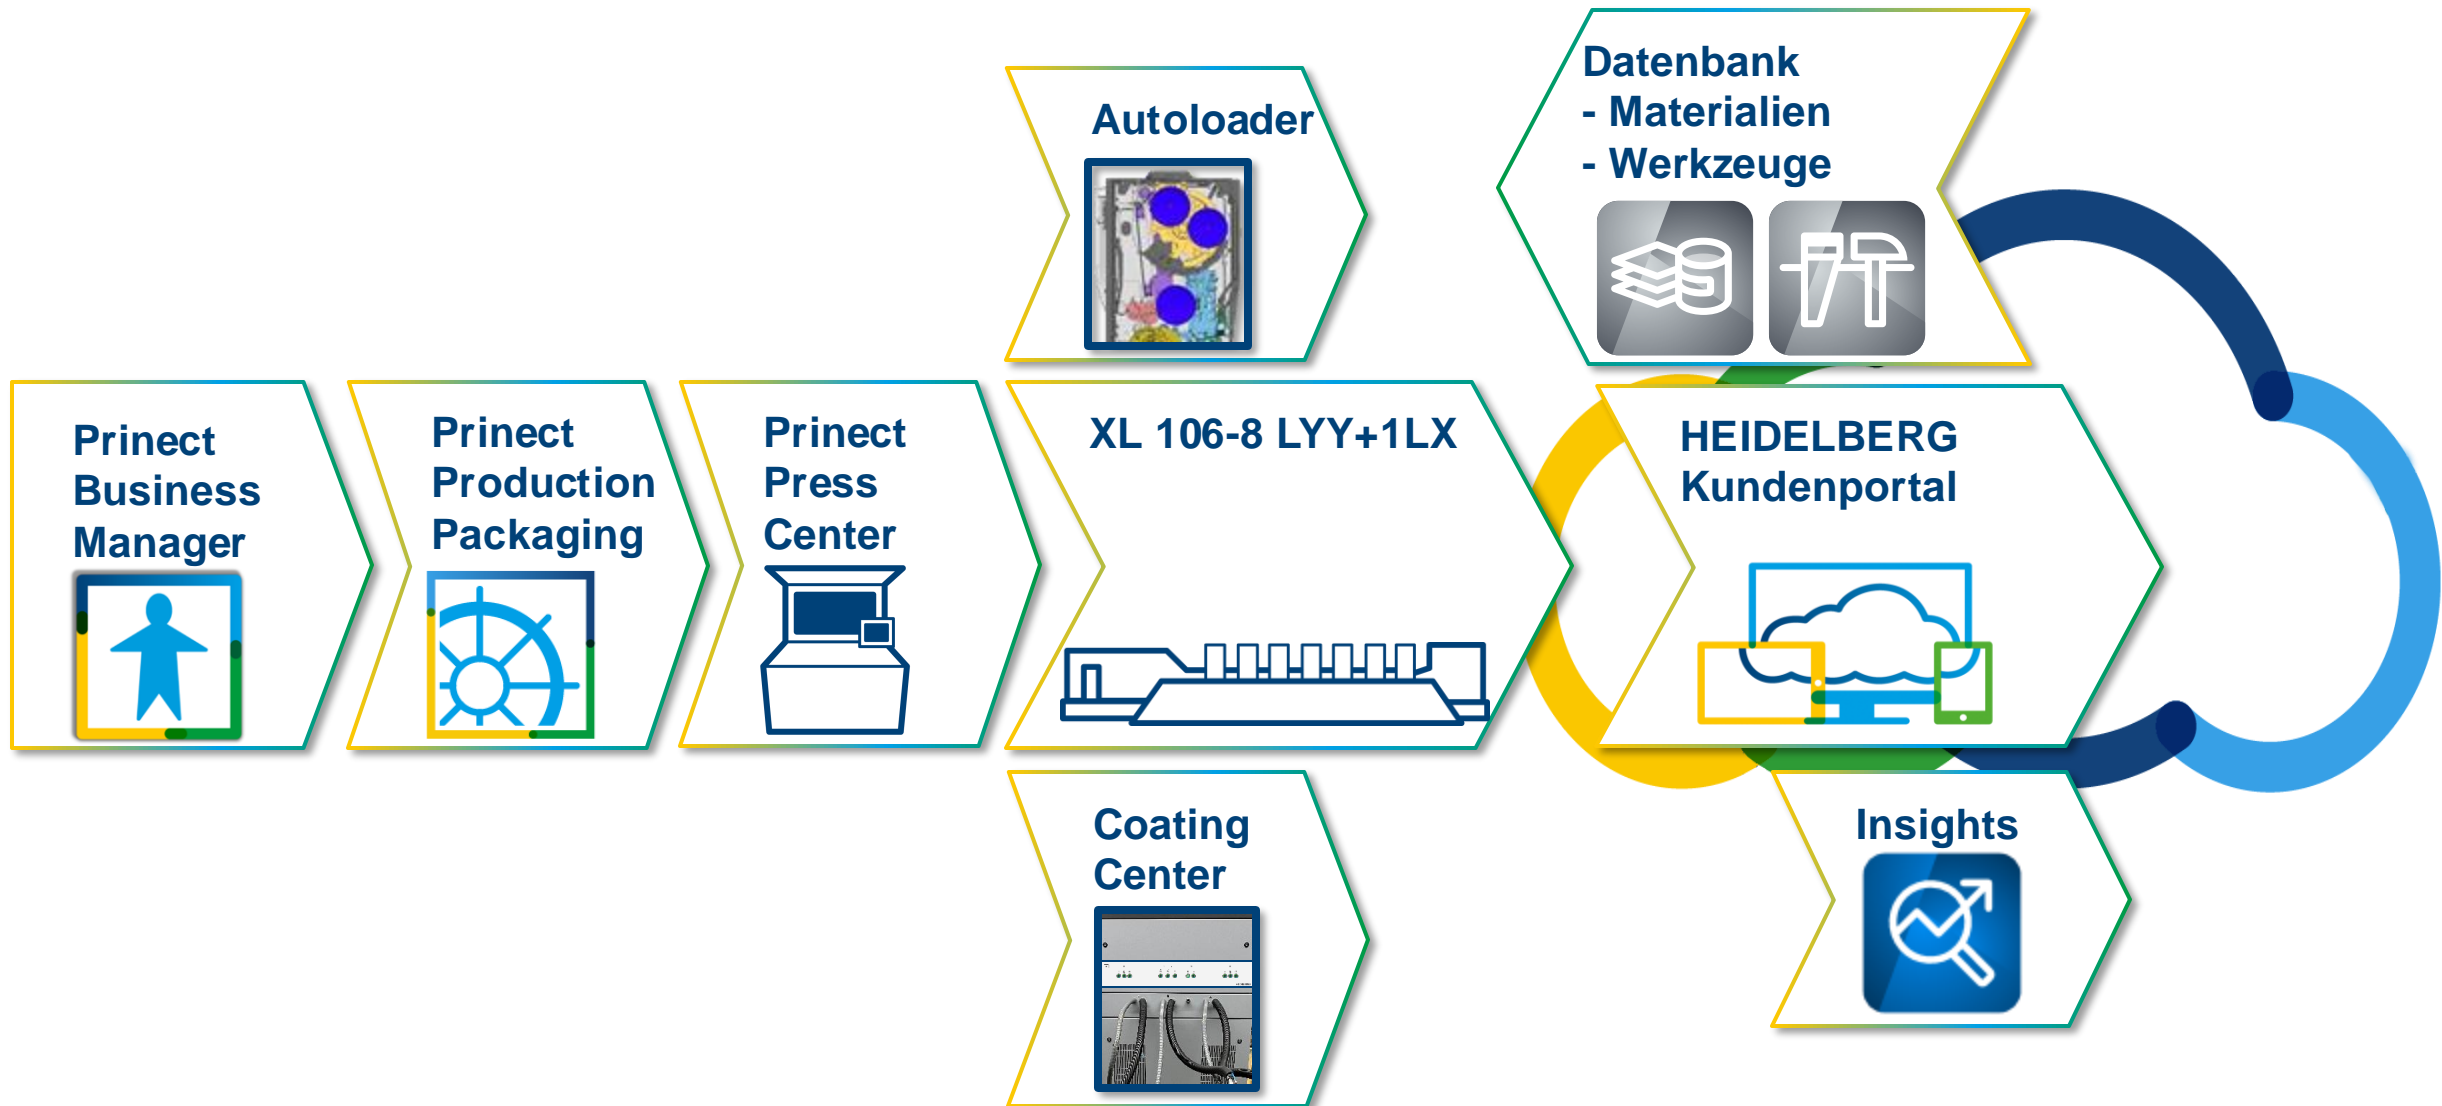 Autoloader
Datenbank
- Materialien
- Werkzeuge
Prinect
Business
Manager
Prinect
Production
Packaging
Prinect
Press
Center
XL 106-8 LYY+1LX
HEIDELBERG
Kundenportal
Coating
Center
Insights